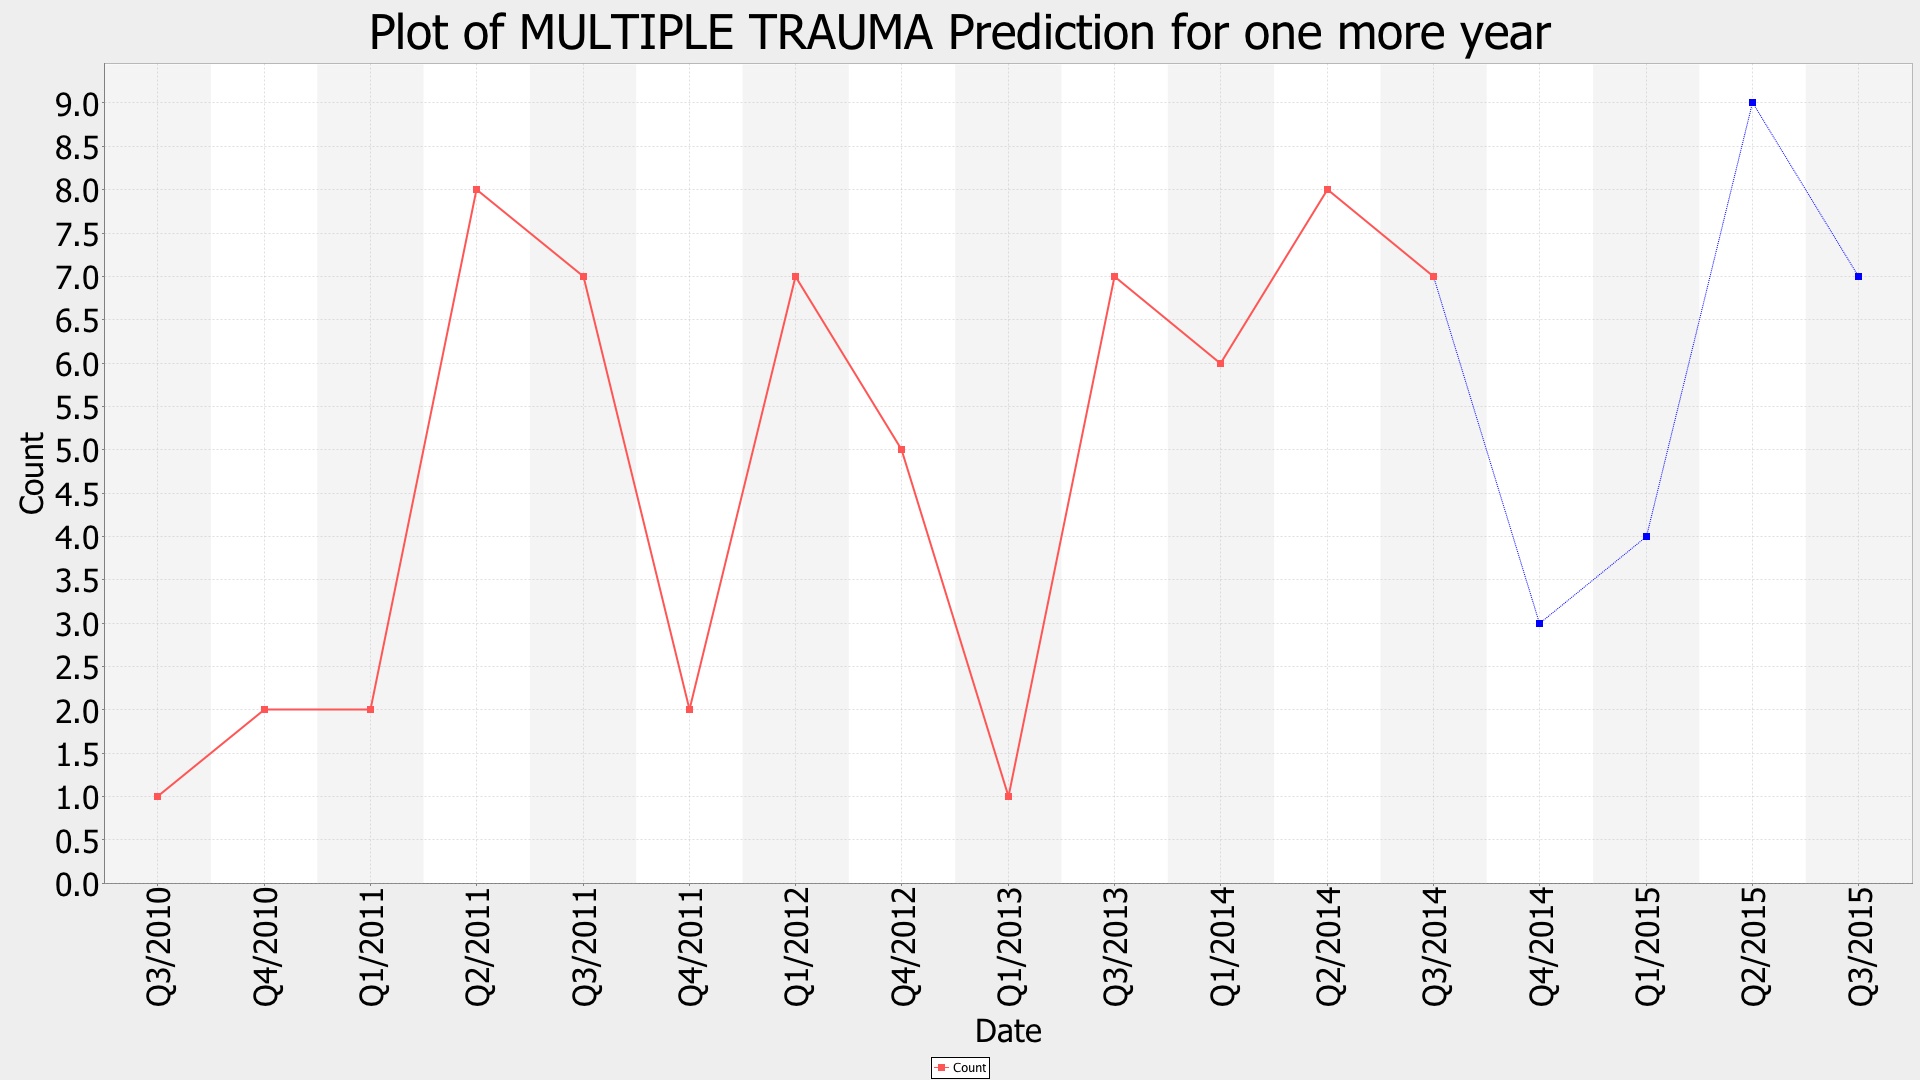 Plot of MULTIPLE TRAUMA Prediction for one more year
Count
9.0
8.5
8.0
7.5
7.0
6.5
6.0
5.5
5.0
4.5
4.0
3.5
3.0
2.5
2.0
1.5
1.0
0.5
0.0
Q3/2010
Q4/2010
Q1/2011
Q2/2011
Q3/2011
Q4/2011
Q1/2012
Q4/2012
Q1/2013
Q3/2013
Q1/2014
Q2/2014
Q3/2014
Q4/2014
Q1/2015
Q2/2015
Q3/2015
Date
Count